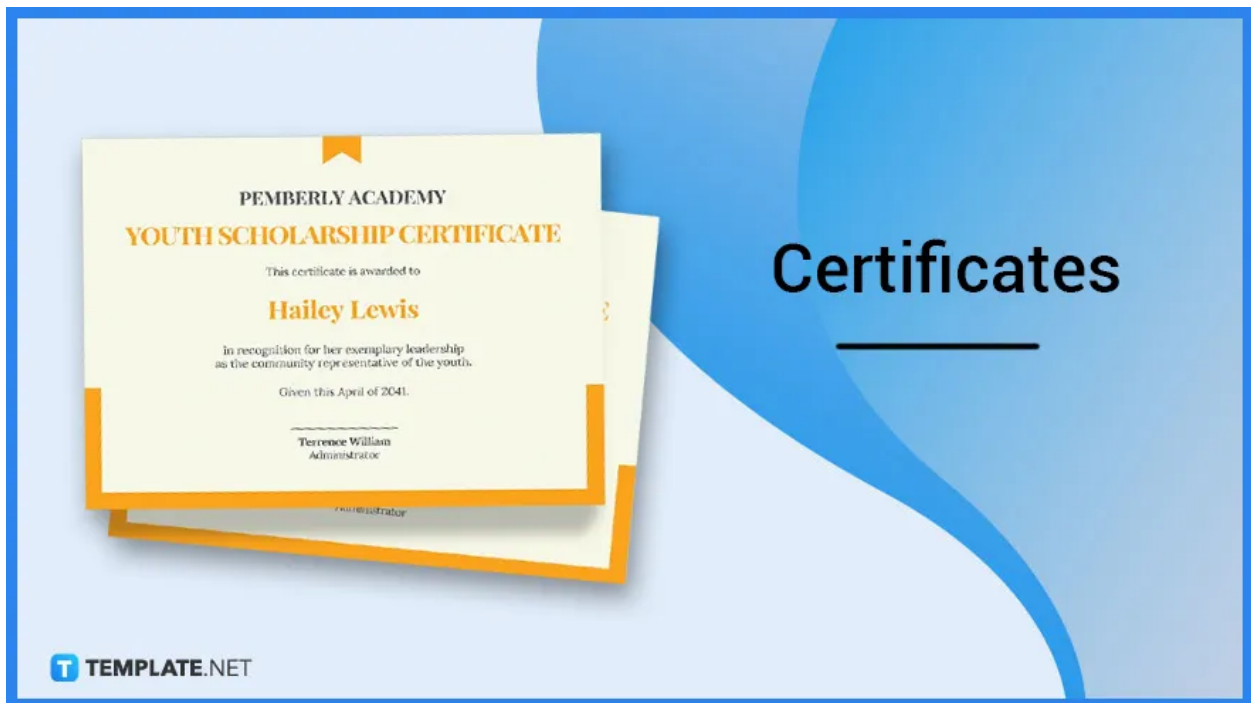 PEMBERLY ACADEMY
YOUTH SCHOLARSHIP CERTIFICATE
This certificate is awarded to
Hailey Lewis
in recognition for her exemplary leadership
as the community representative of the youth.
Given this April of 2041.
Terrence William
Administrator
E
Administrator
Certificates
TEMPLATE.NET